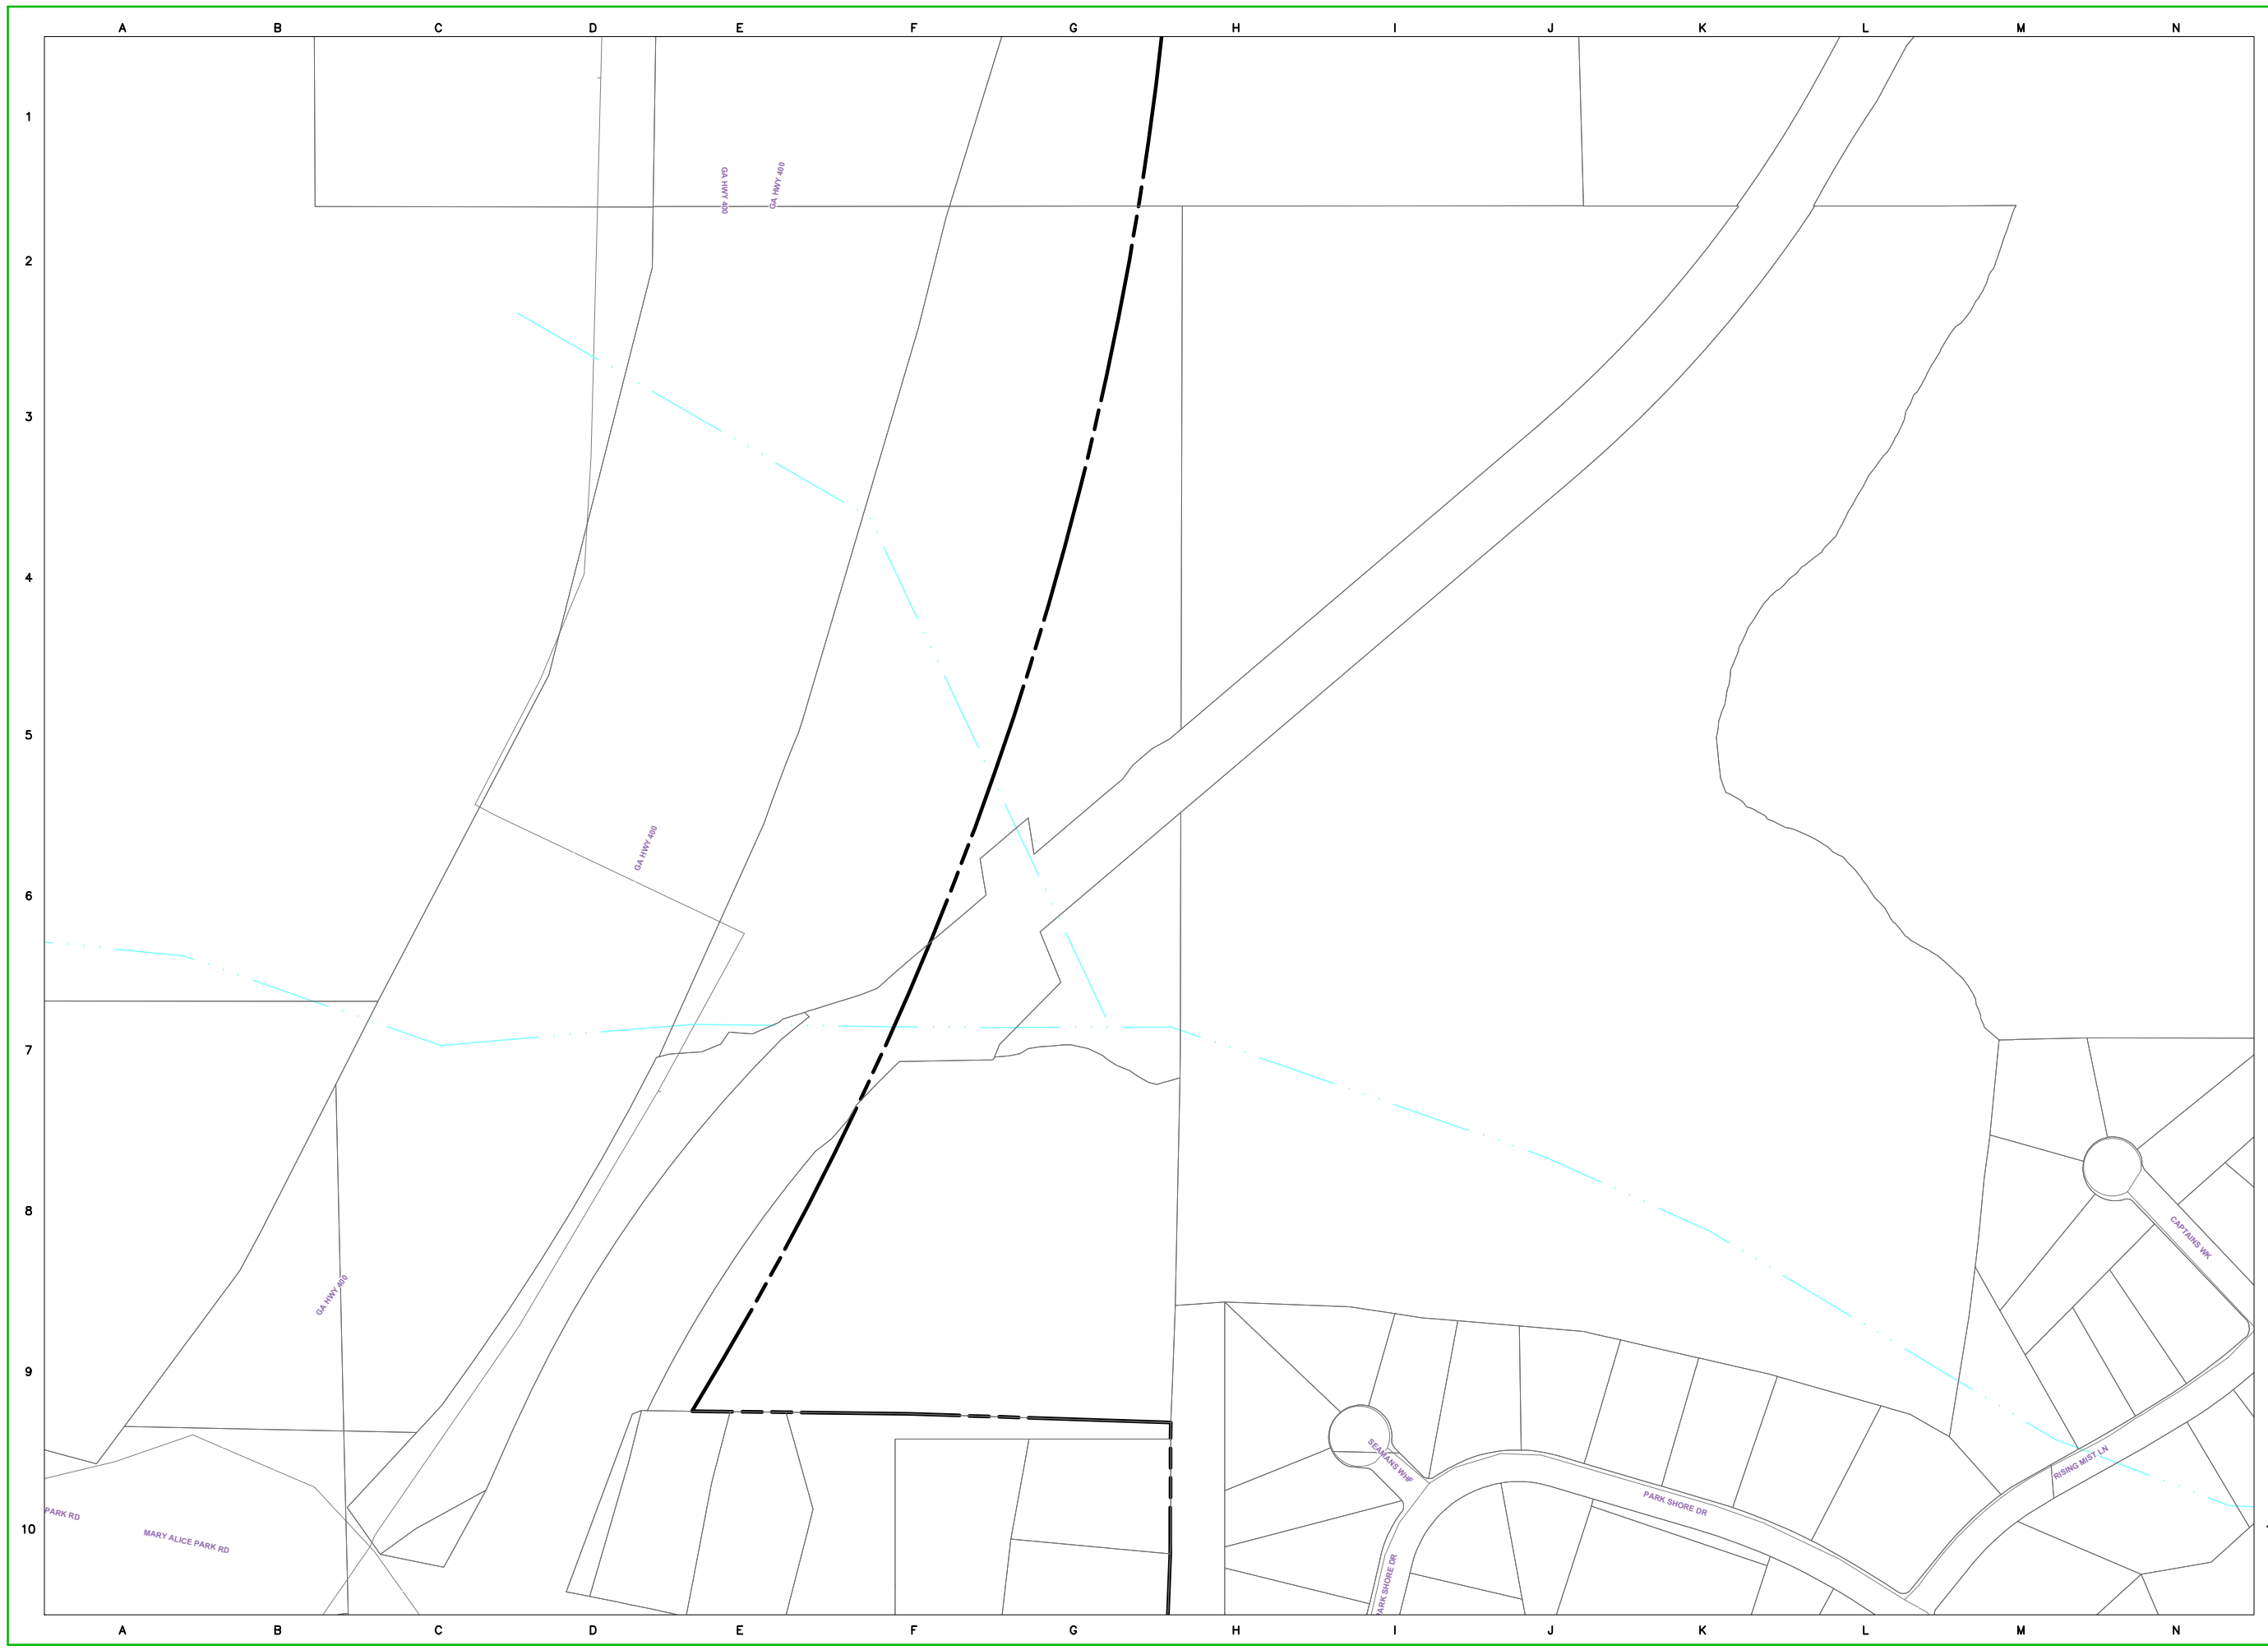 A B C D E F G H I J K L M N
1
GA HWY 400
GA HWY 400
2
3
4
5
GA HWY 400
6
7
8
CAPTAINS WK
GA HWY 400
9
SEAMANS WHF
RISING MIST LN
PARK SHORE DR
PARK RD
10
MARY ALICE PARK RD
PARK SHORE DR
A B C D E F G H I J K L M N